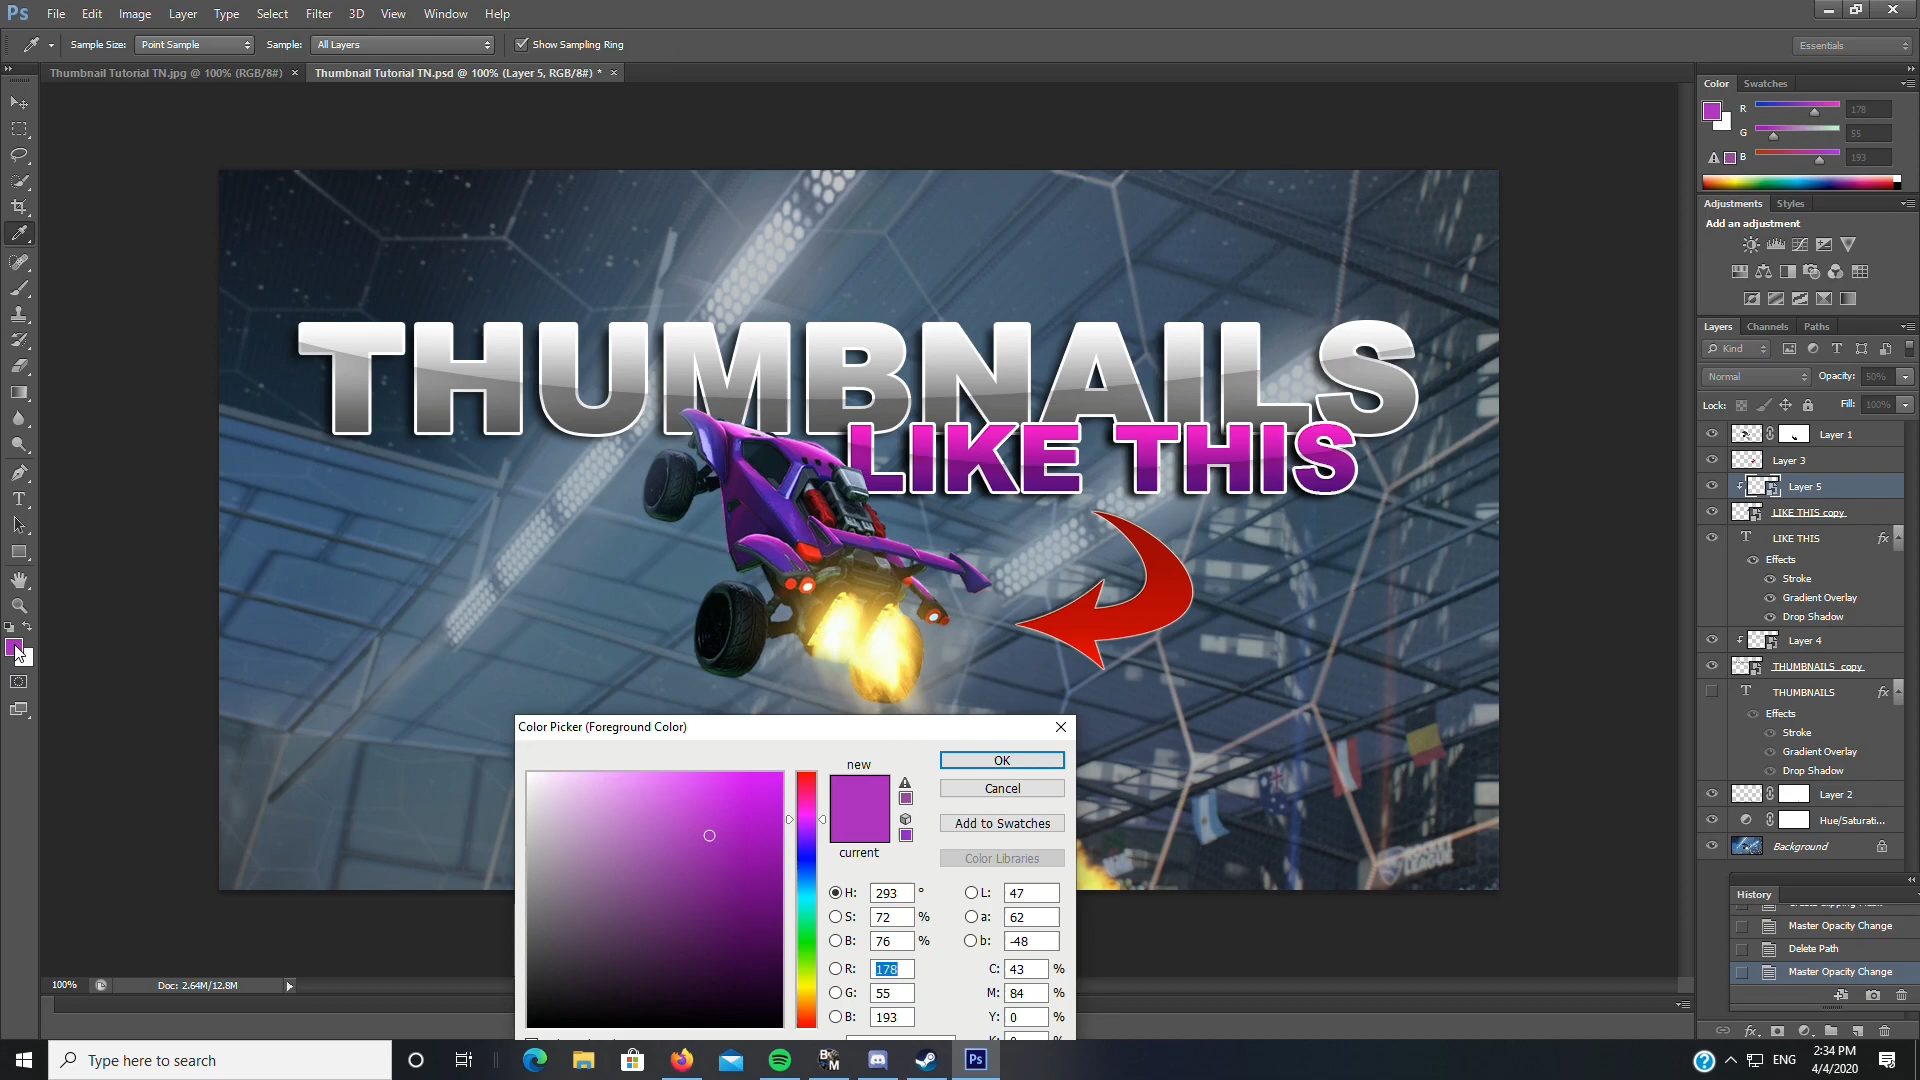 Ps File Edit Image Layer Type Select Filter 3D View Window Help
Sample Size: Point Sample Sample: All Layers Show Sampling Ring Essentials
Thumbnail Tutorial TN.jpg @ 100% (RGB/8#) × Thumbnail Tutorial TN.psd @ 100% (Layer 5, RGB/8#) * ×
Color Swatches
R 178
G 55
B 193
Adjustments Styles
Add an adjustment
Layers Channels Paths
Kind
Normal Opacity: 50%
Lock: Fill: 100%
Layer 1
Layer 3
Layer 5
LIKE THIS copy
T LIKE THIS fx
Effects
Stroke
Gradient Overlay
Drop Shadow
Layer 4
THUMBNAILS copy
T THUMBNAILS fx
Effects
Stroke
Gradient Overlay
Drop Shadow
Layer 2
Hue/Saturati...
Background
History
Master Opacity Change
Delete Path
Master Opacity Change
THUMBNAILS
LIKE THIS
LEAGUE
Color Picker (Foreground Color)
new
current
OK
Cancel
Add to Swatches
Color Libraries
H: 293 ° L: 47
S: 72 % a: 62
B: 76 % b: -48
R: 178 C: 43 %
G: 55 M: 84 %
B: 193 Y: 0 %
100% Doc: 2.64M/12.8M
Type here to search
Ps
ENG
2:34 PM
4/4/2020